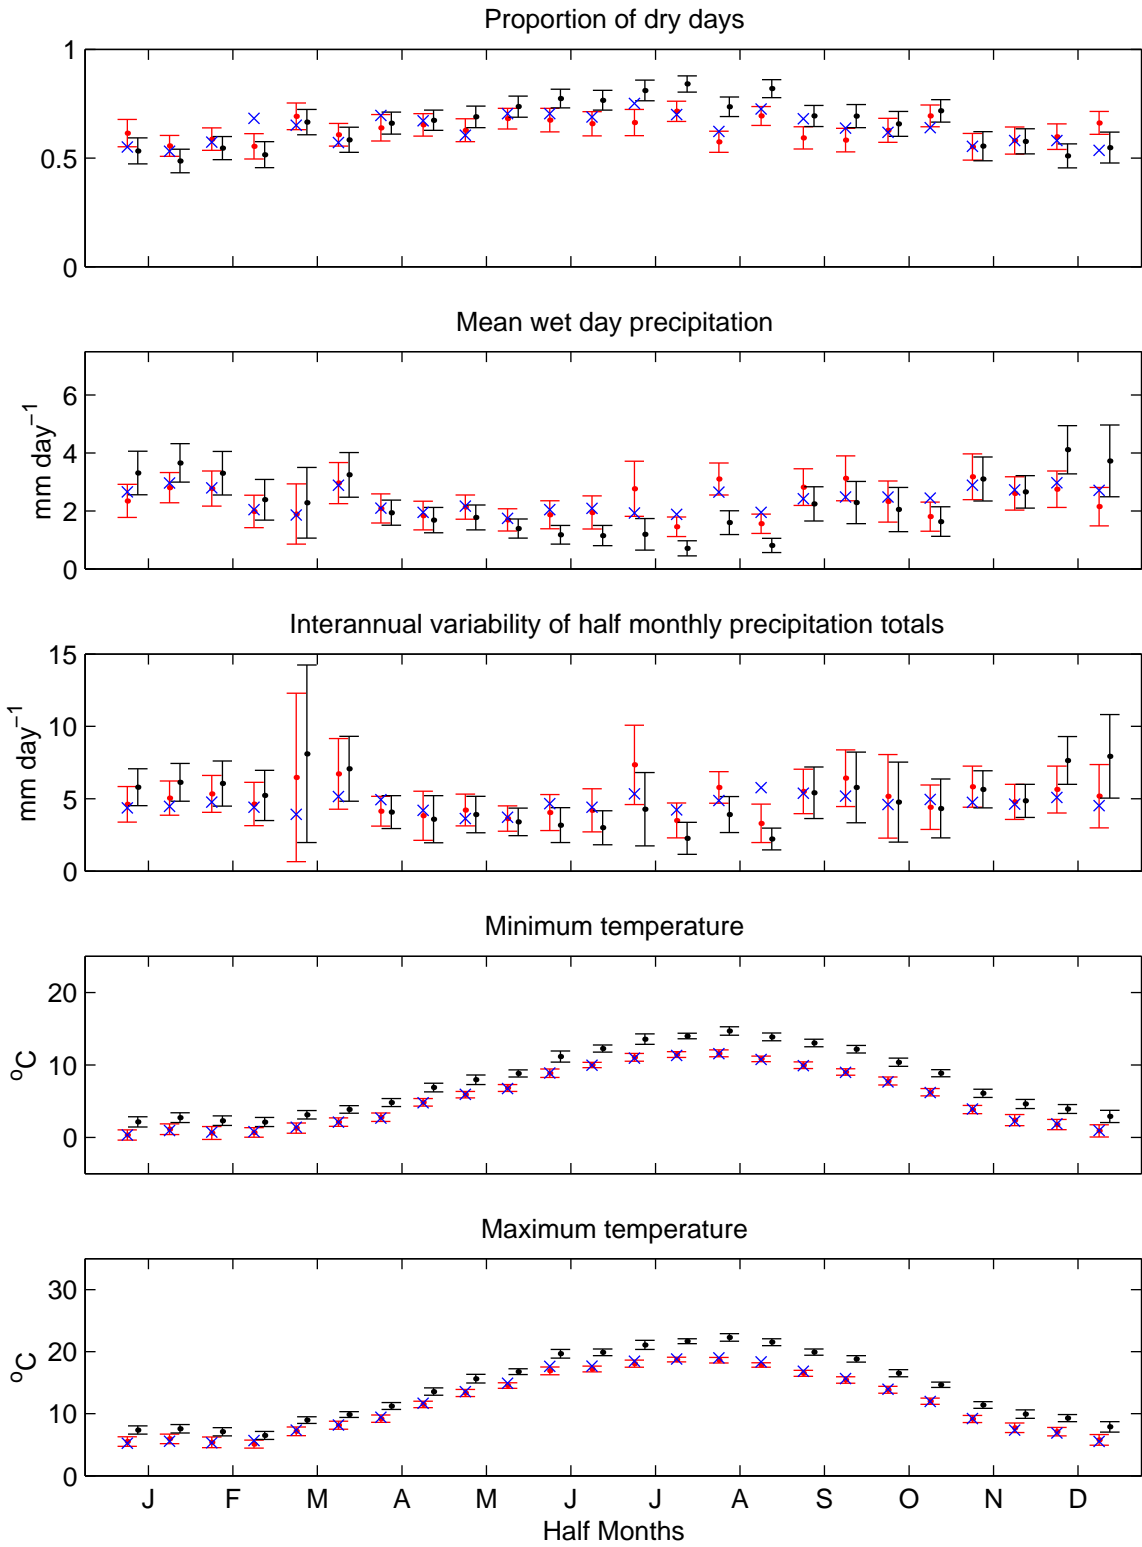 Proportion of dry days
1
0.5
0
Mean wet day precipitation
mm day⁻¹
6
4
2
0
Interannual variability of half monthly precipitation totals
mm day⁻¹
15
10
5
0
Minimum temperature
ºC
20
10
0
Maximum temperature
ºC
30
20
10
0
J F M A M J J A S O N D
Half Months